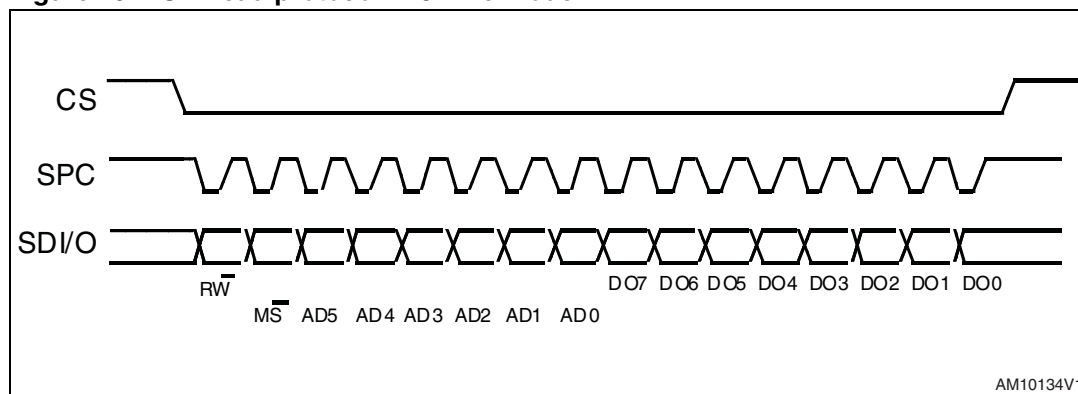 CS
SPC
SDI/O
RW
DO7 DO6 DO5 DO4 DO3 DO2 DO1 DO0
MS AD5 AD4 AD3 AD2 AD1 AD0
AM10134V1